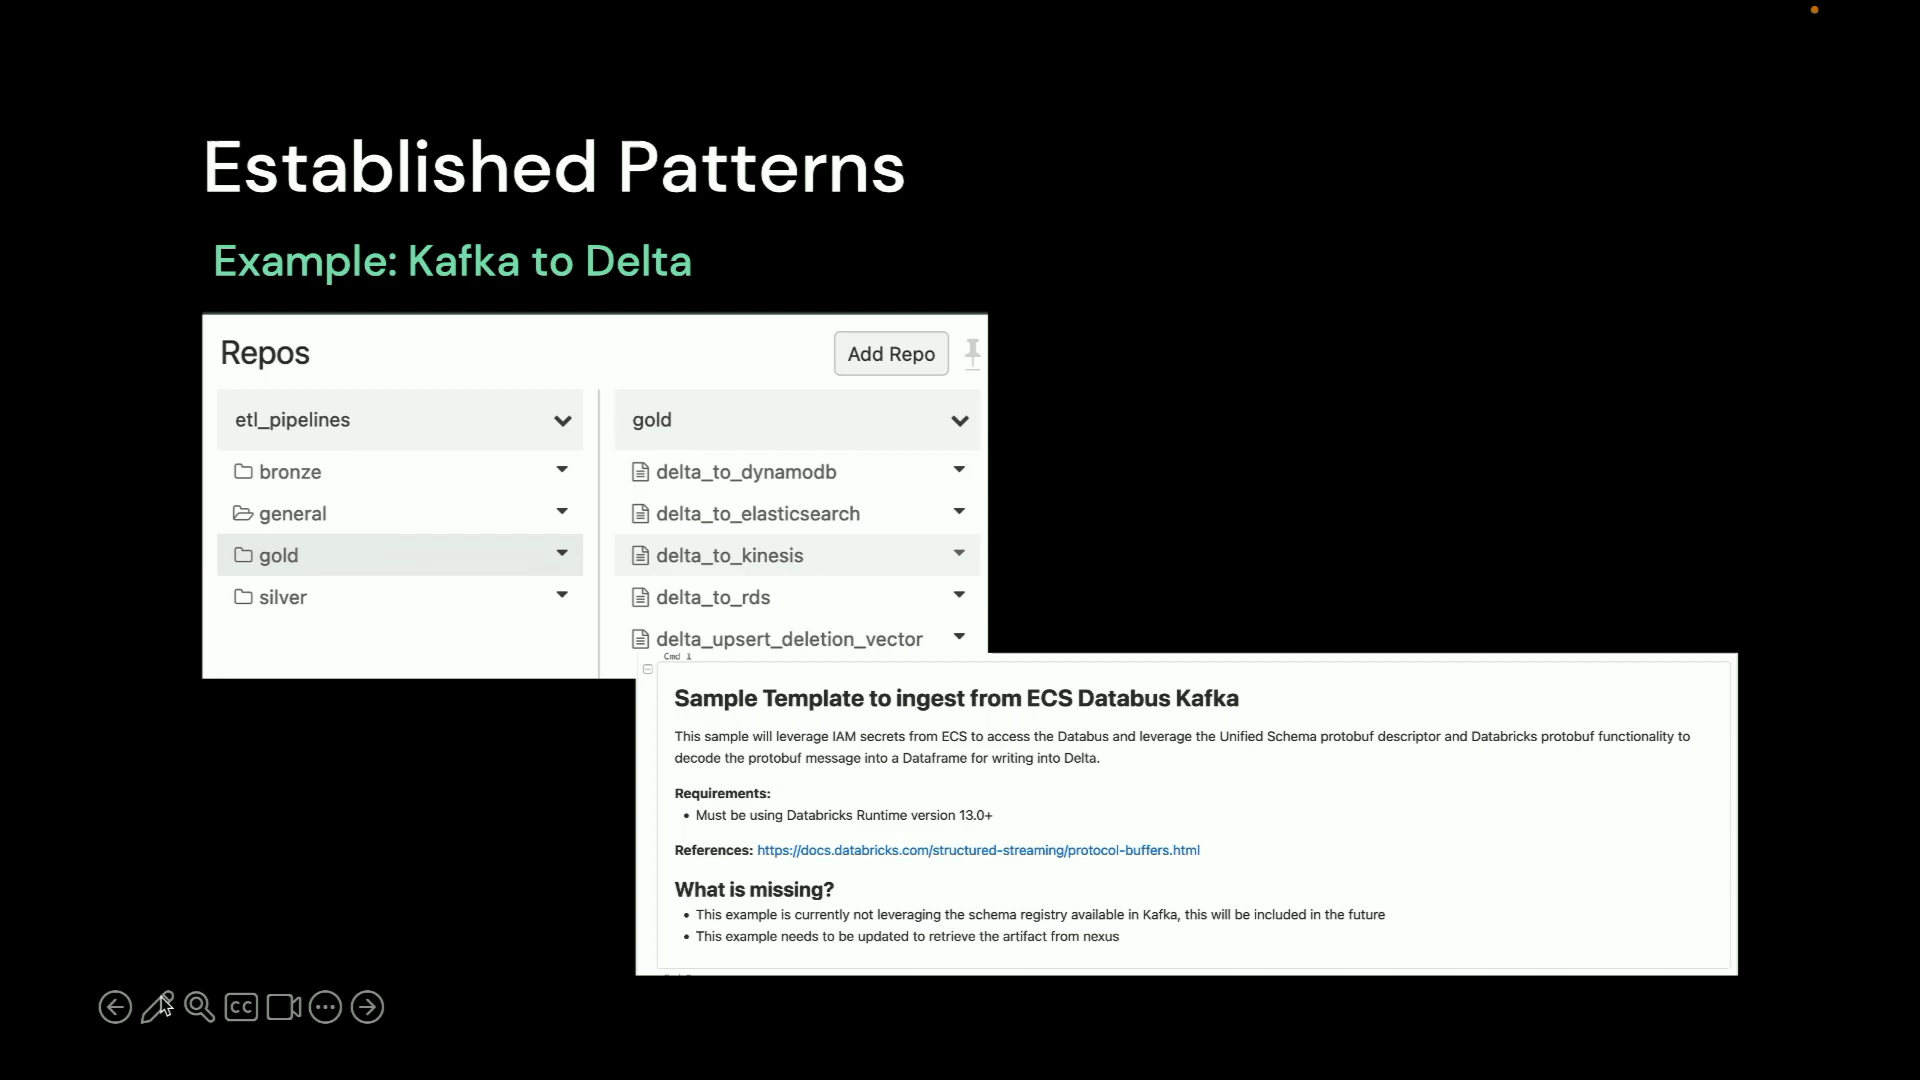 Established Patterns
Example: Kafka to Delta
Repos
Add Repo
etl_pipelines
bronze
general
gold
silver
gold
delta_to_dynamodb
delta_to_elasticsearch
delta_to_kinesis
delta_to_rds
delta_upsert_deletion_vector
Cmd 1
Sample Template to ingest from ECS Databus Kafka
This sample will leverage IAM secrets from ECS to access the Databus and leverage the Unified Schema protobuf descriptor and Databricks protobuf functionality to
decode the protobuf message into a Dataframe for writing into Delta.
Requirements:
• Must be using Databricks Runtime version 13.0+
References: https://docs.databricks.com/structured-streaming/protocol-buffers.html
What is missing?
• This example is currently not leveraging the schema registry available in Kafka, this will be included in the future
• This example needs to be updated to retrieve the artifact from nexus
CC